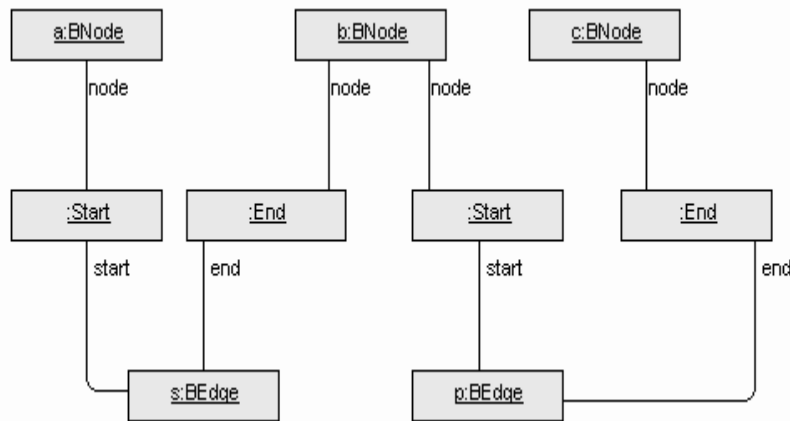 a:BNode
b:BNode
c:BNode
node
node
node
node
:Start
:End
:Start
:End
start
end
start
end
s:BEdge
p:BEdge